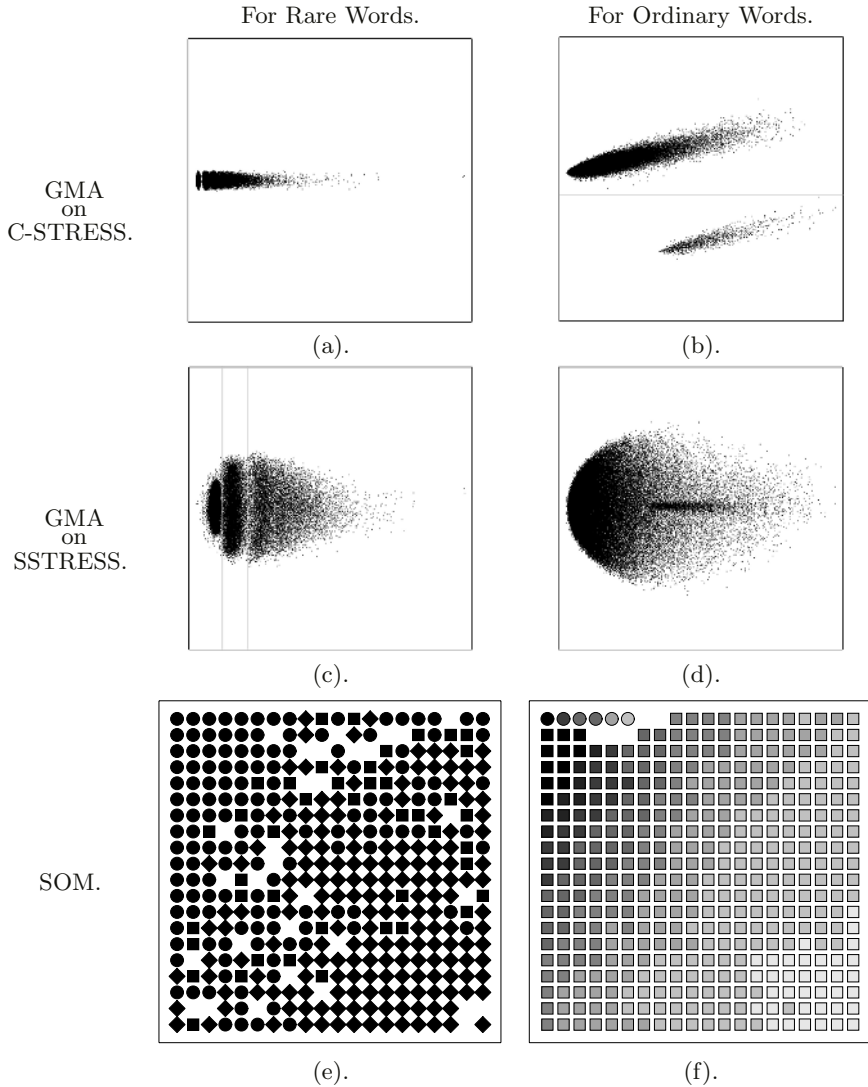 For Rare Words.
For Ordinary Words.
GMA
on
C-STRESS.
(a).
(b).
GMA
on
SSTRESS.
(c).
(d).
SOM.
(e).
(f).